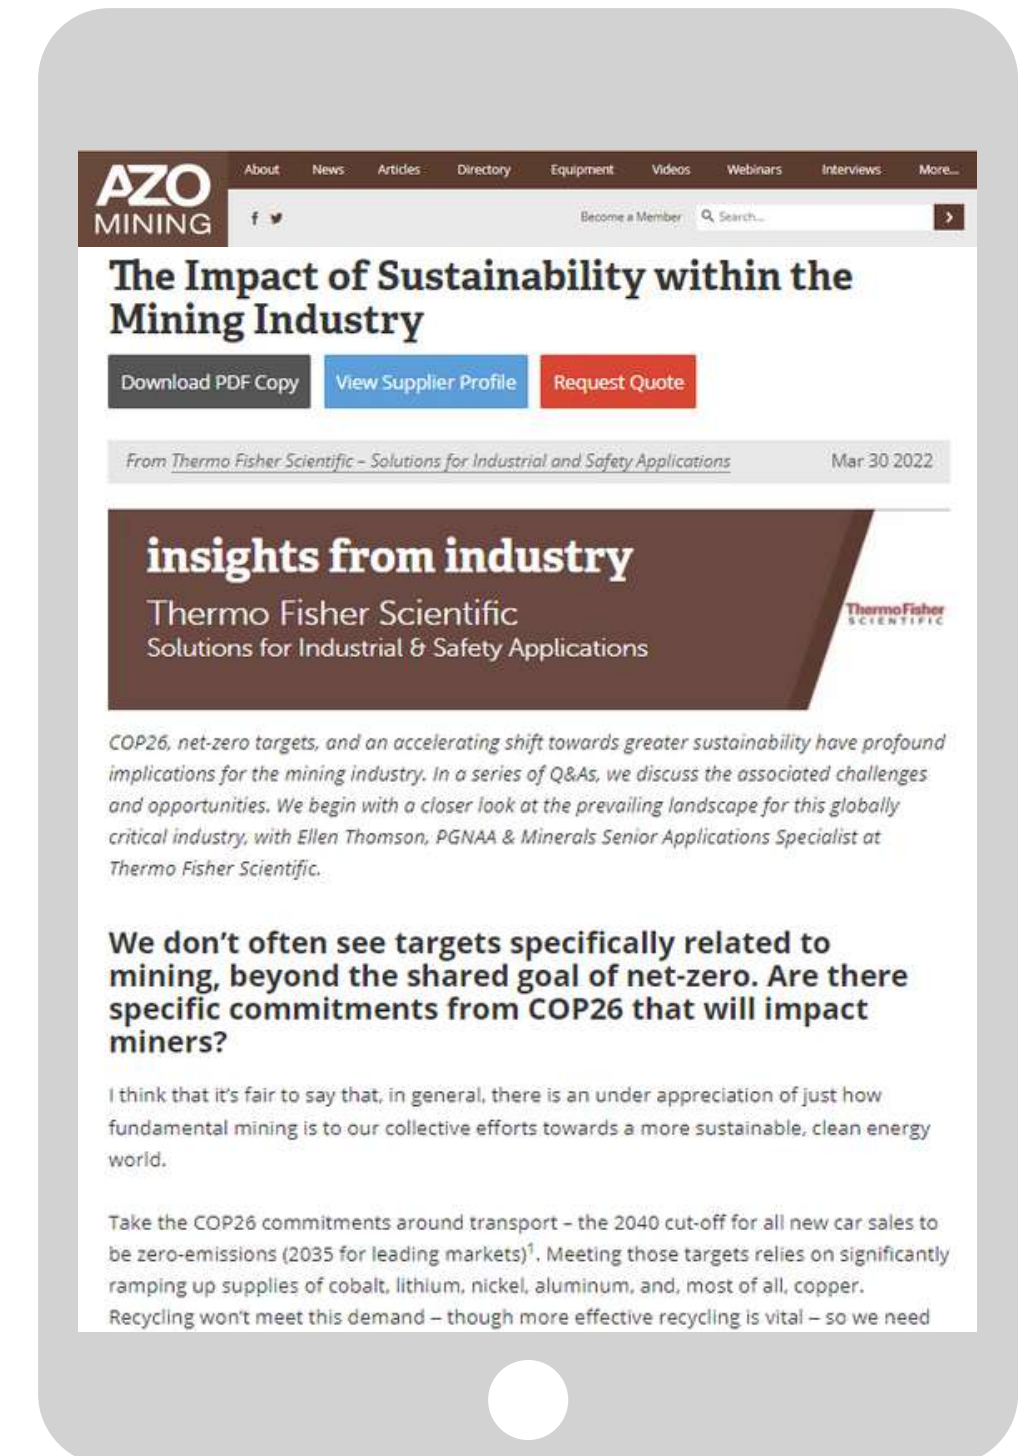 AZO
MINING
About News Articles Directory Equipment Videos Webinars Interviews More...
Become a Member Search...
The Impact of Sustainability within the
Mining Industry
Download PDF Copy View Supplier Profile Request Quote
From Thermo Fisher Scientific – Solutions for Industrial and Safety Applications Mar 30 2022
insights from industry
Thermo Fisher Scientific
Solutions for Industrial & Safety Applications
ThermoFisher
SCIENTIFIC
COP26, net-zero targets, and an accelerating shift towards greater sustainability have profound
implications for the mining industry. In a series of Q&As, we discuss the associated challenges
and opportunities. We begin with a closer look at the prevailing landscape for this globally
critical industry, with Ellen Thomson, PGNAA & Minerals Senior Applications Specialist at
Thermo Fisher Scientific.
We don't often see targets specifically related to
mining, beyond the shared goal of net-zero. Are there
specific commitments from COP26 that will impact
miners?
I think that it's fair to say that, in general, there is an under appreciation of just how
fundamental mining is to our collective efforts towards a more sustainable, clean energy
world.
Take the COP26 commitments around transport – the 2040 cut-off for all new car sales to
be zero-emissions (2035 for leading markets)¹. Meeting those targets relies on significantly
ramping up supplies of cobalt, lithium, nickel, aluminum, and, most of all, copper.
Recycling won't meet this demand – though more effective recycling is vital – so we need